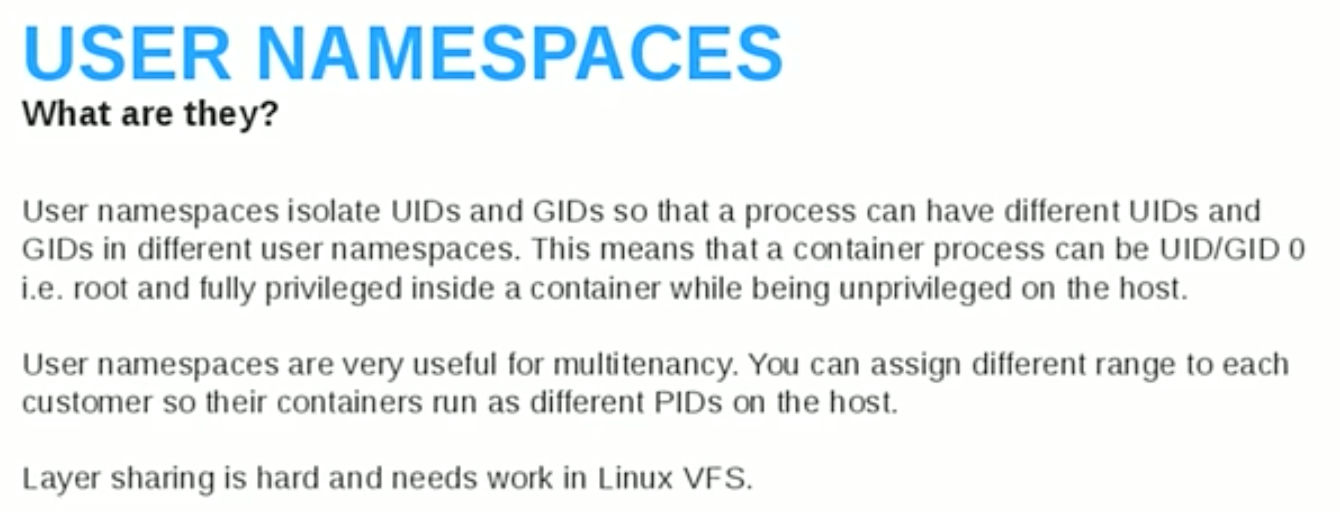 USER NAMESPACES
What are they?
User namespaces isolate UIDs and GIDs so that a process can have different UIDs and
GIDs in different user namespaces. This means that a container process can be UID/GID 0
i.e. root and fully privileged inside a container while being unprivileged on the host.
User namespaces are very useful for multitenancy. You can assign different range to each
customer so their containers run as different PIDs on the host.
Layer sharing is hard and needs work in Linux VFS.